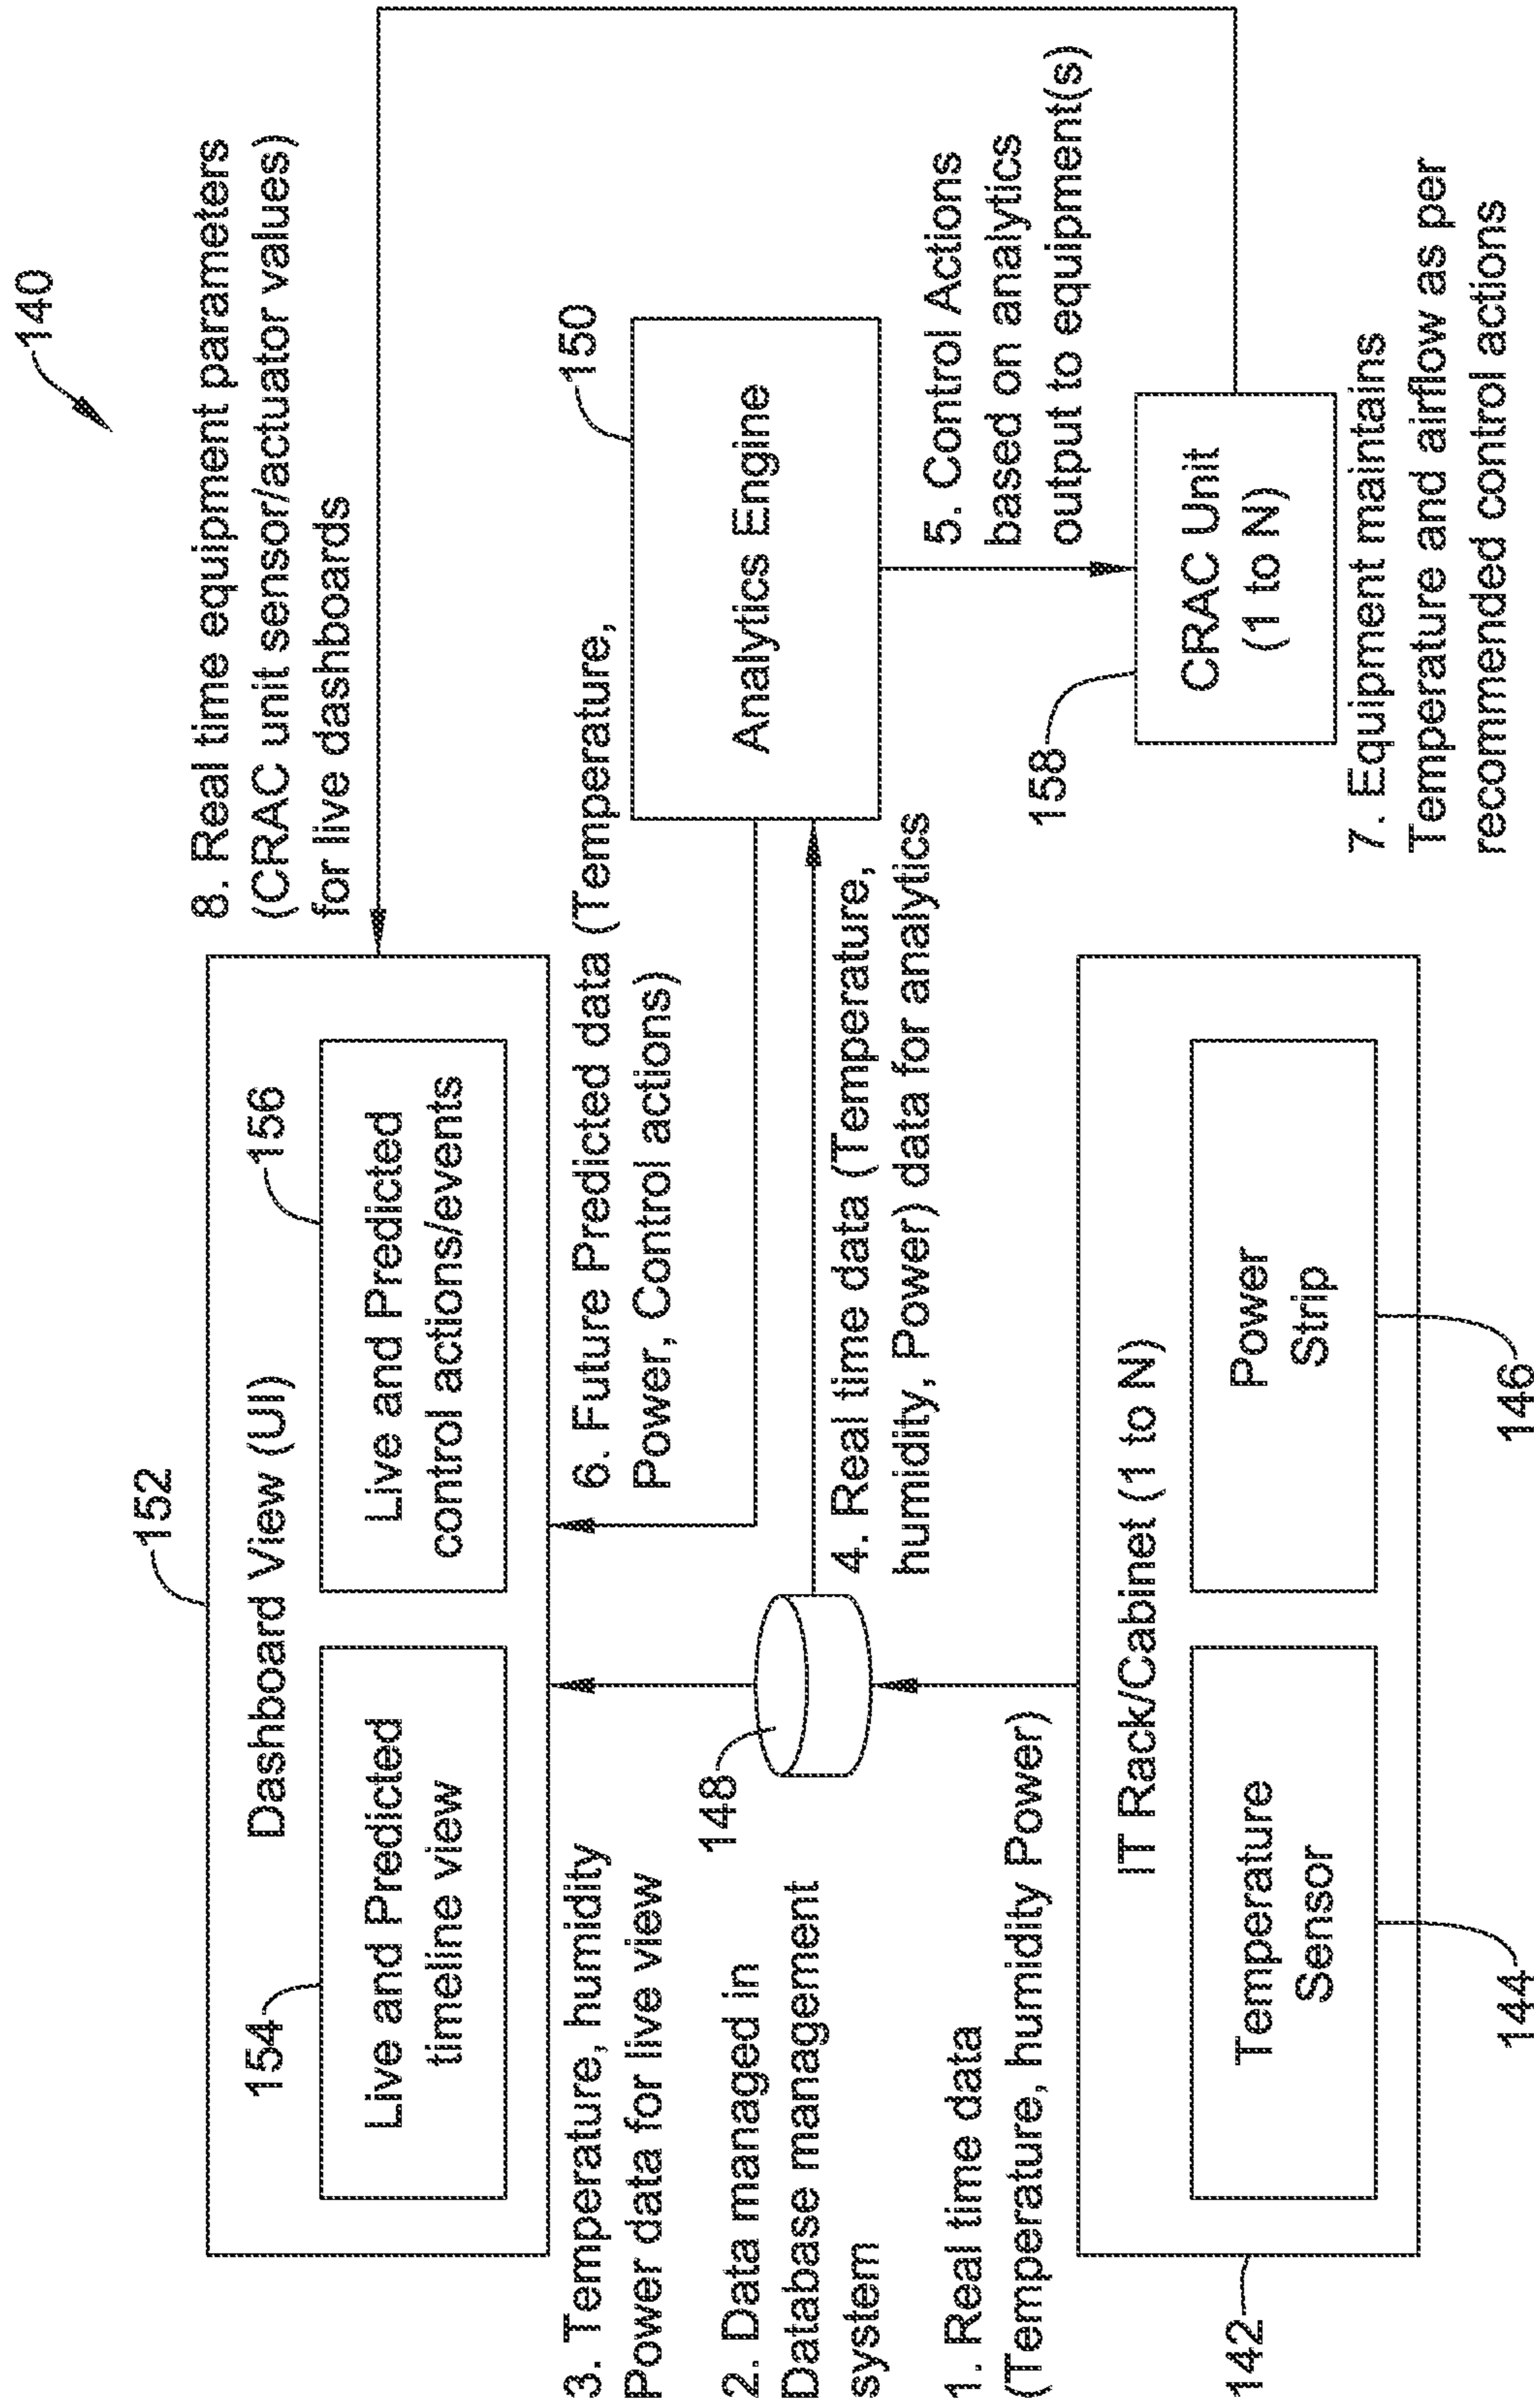 140
152
Dashboard View (UI)
154
Live and Predicted
timeline view
156
Live and Predicted
control actions/events
8. Real time equipment parameters
(CRAC unit sensor/actuator values)
for live dashboards
3. Temperature, humidity
Power data for live view
6. Future Predicted data (Temperature,
Power, Control actions)
150
Analytics Engine
2. Data managed in
Database management
system
148
4. Real time data (Temperature,
humidity, Power) data for analytics
5. Control Actions
based on analytics
output to equipment(s)
1. Real time data
(Temperature, humidity Power)
142
IT Rack/Cabinet (1 to N)
Temperature
Sensor
144
Power
Strip
146
158
CRAC Unit
(1 to N)
7. Equipment maintains
Temperature and airflow as per
recommended control actions